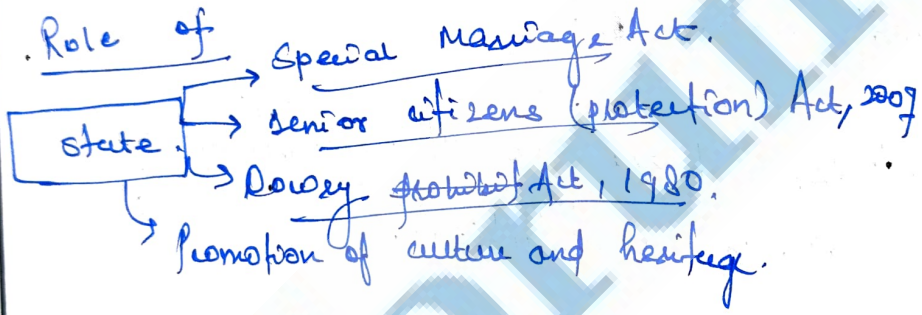 Role of
Special Marriage Act.
Senior citizens (protection) Act, 2007
state
Dowry Act, 1980.
Promotion of culture and heritage.